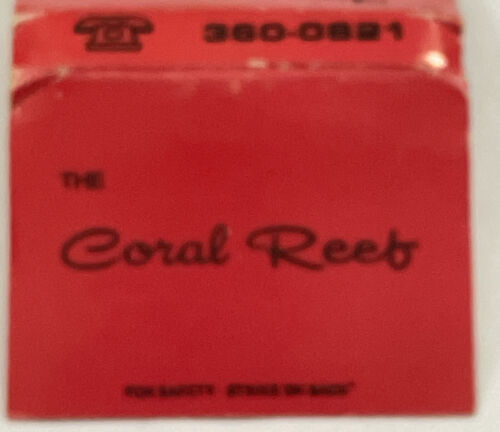 360-0821
THE
Coral Reef
FOR SAFETY STRIKE ON BACK